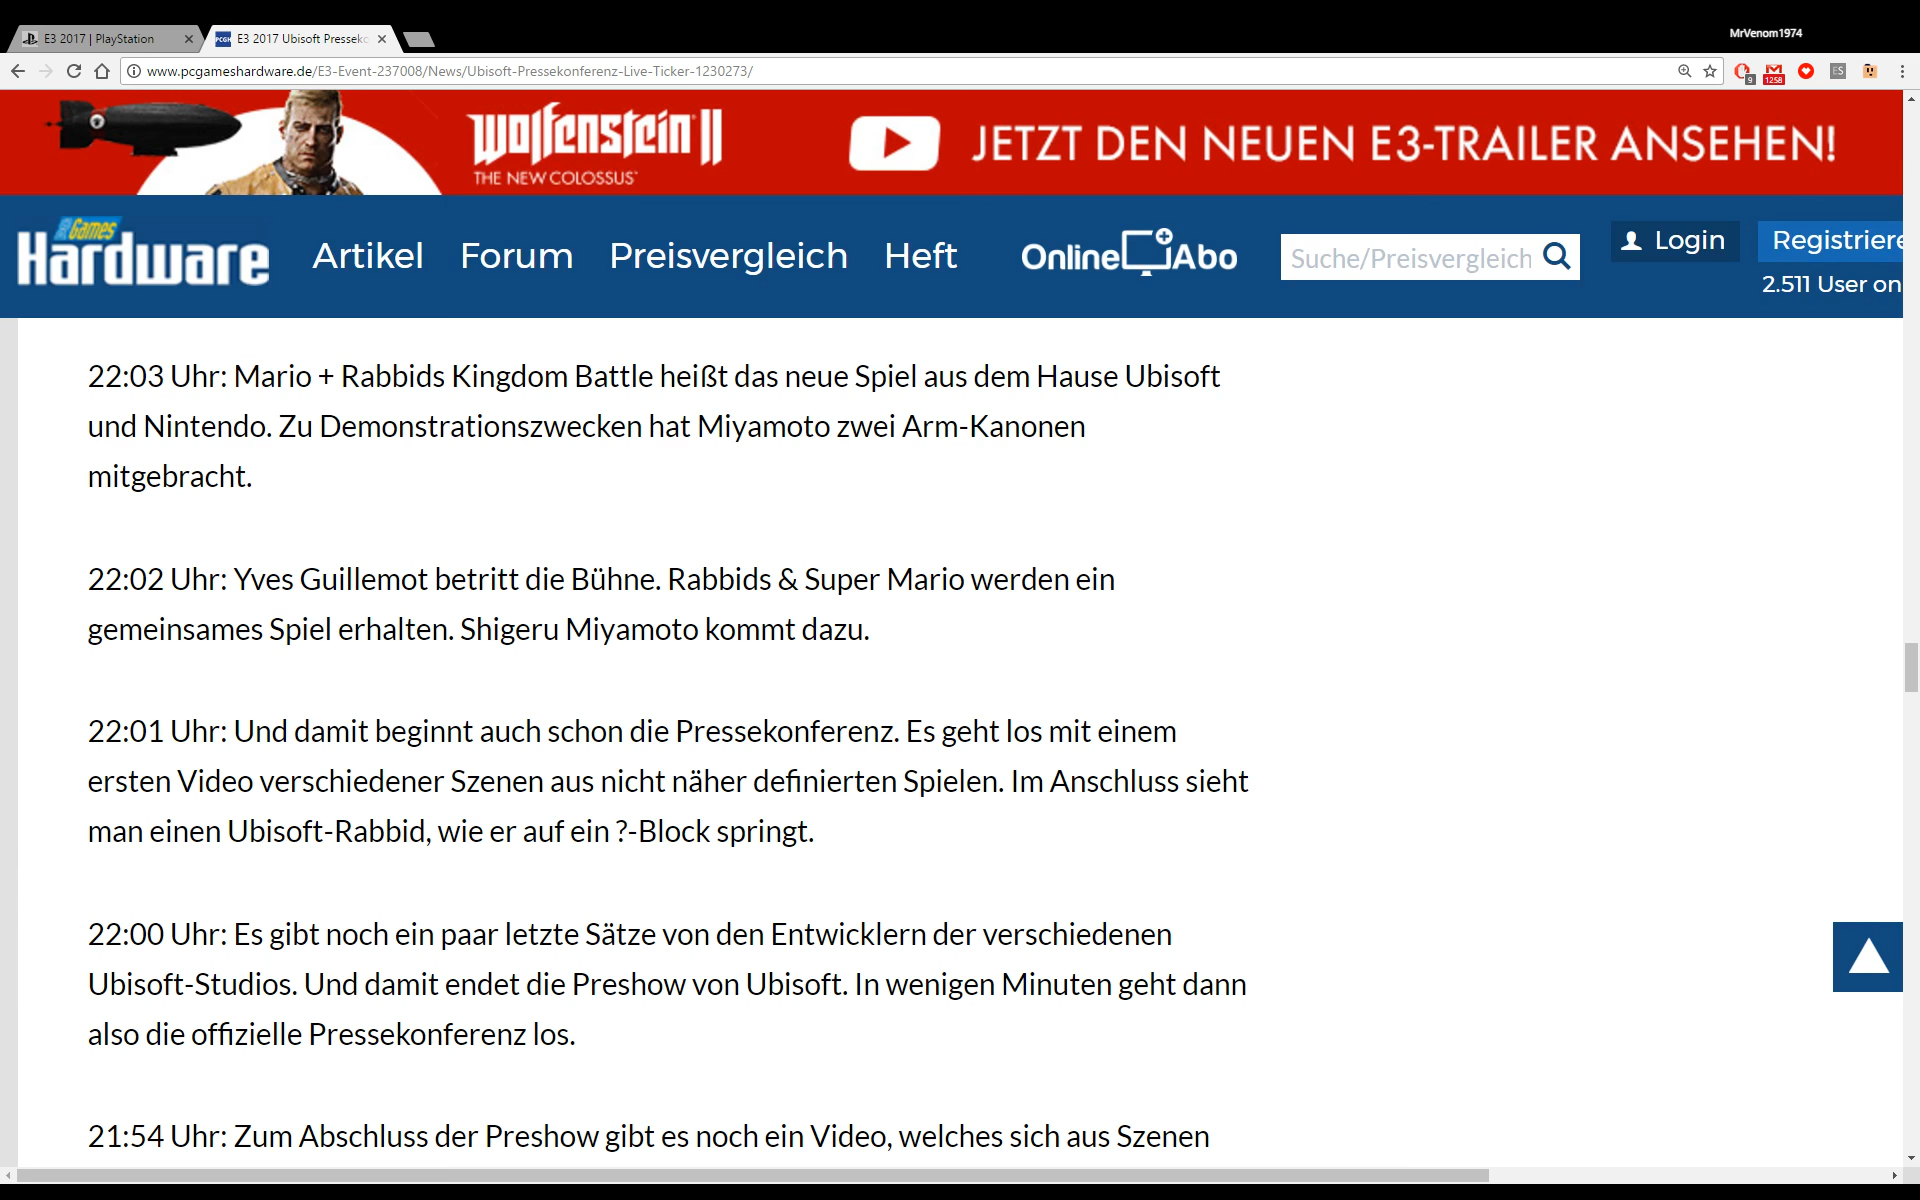 MrVenom1974
E3 2017 | PlayStation
E3 2017 Ubisoft Presseko
www.pcgameshardware.de/E3-Event-237008/News/Ubisoft-Pressekonferenz-Live-Ticker-1230273/
9
1258
ES
Wolfenstein II
THE NEW COLOSSUS
JETZT DEN NEUEN E3-TRAILER ANSEHEN!
PC Games
Hardware
Artikel Forum Preisvergleich Heft Online Abo
Suche/Preisvergleich
Login
Registriere
2.511 User on
22:03 Uhr: Mario + Rabbids Kingdom Battle heißt das neue Spiel aus dem Hause Ubisoft
und Nintendo. Zu Demonstrationszwecken hat Miyamoto zwei Arm-Kanonen
mitgebracht.
22:02 Uhr: Yves Guillemot betritt die Bühne. Rabbids & Super Mario werden ein
gemeinsames Spiel erhalten. Shigeru Miyamoto kommt dazu.
22:01 Uhr: Und damit beginnt auch schon die Pressekonferenz. Es geht los mit einem
ersten Video verschiedener Szenen aus nicht näher definierten Spielen. Im Anschluss sieht
man einen Ubisoft-Rabbid, wie er auf ein ?-Block springt.
22:00 Uhr: Es gibt noch ein paar letzte Sätze von den Entwicklern der verschiedenen
Ubisoft-Studios. Und damit endet die Preshow von Ubisoft. In wenigen Minuten geht dann
also die offizielle Pressekonferenz los.
21:54 Uhr: Zum Abschluss der Preshow gibt es noch ein Video, welches sich aus Szenen